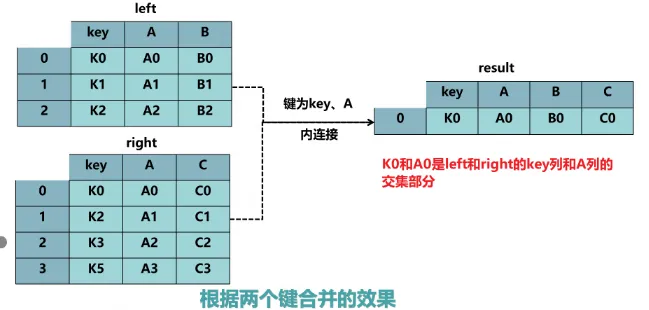 left
key A B
0 K0 A0 B0
1 K1 A1 B1
2 K2 A2 B2
right
key A C
0 K0 A0 C0
1 K2 A1 C1
2 K3 A2 C2
3 K5 A3 C3
键为key、A
内连接
result
key A B C
0 K0 A0 B0 C0
K0和A0是left和right的key列和A列的
交集部分
根据两个键合并的效果